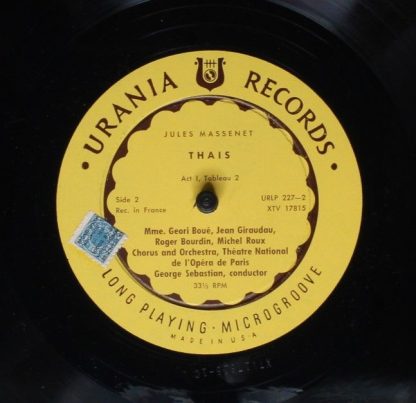 · URANIA RECORDS ·
JULES MASSENET
THAIS
Act I, Tableau 2
Side 2
Rec. in France
URLP 227—2
XTV 17815
Mme. Geori Boué, Jean Giraudau,
Roger Bourdin, Michel Roux
Chorus and Orchestra, Théatre National
de l'Opéra de Paris
George Sebastian, conductor
33⅓ RPM
LONG PLAYING · MICROGROOVE
MADE IN U.S.A.